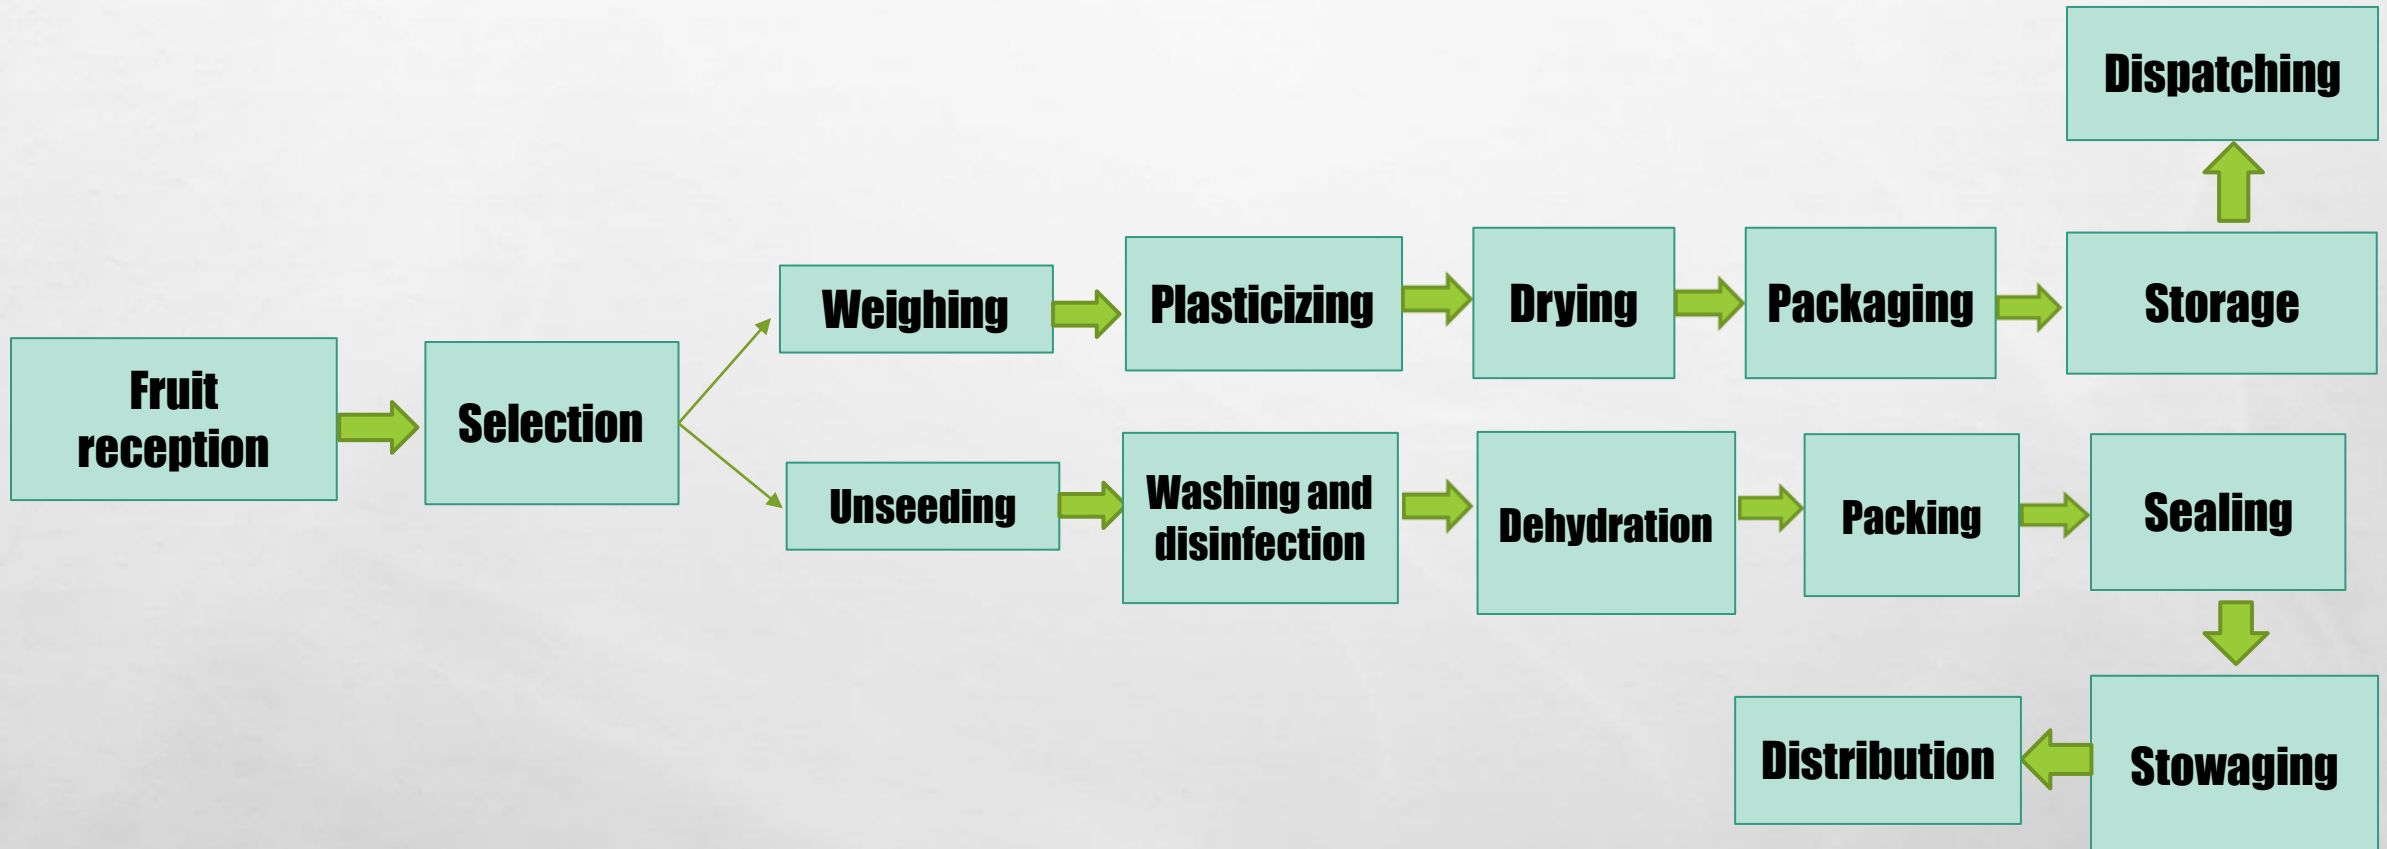 Dispatching
Weighing
Plasticizing
Drying
Packaging
Storage
Fruit
reception
Selection
Unseeding
Washing and
disinfection
Dehydration
Packing
Sealing
Distribution
Stowaging